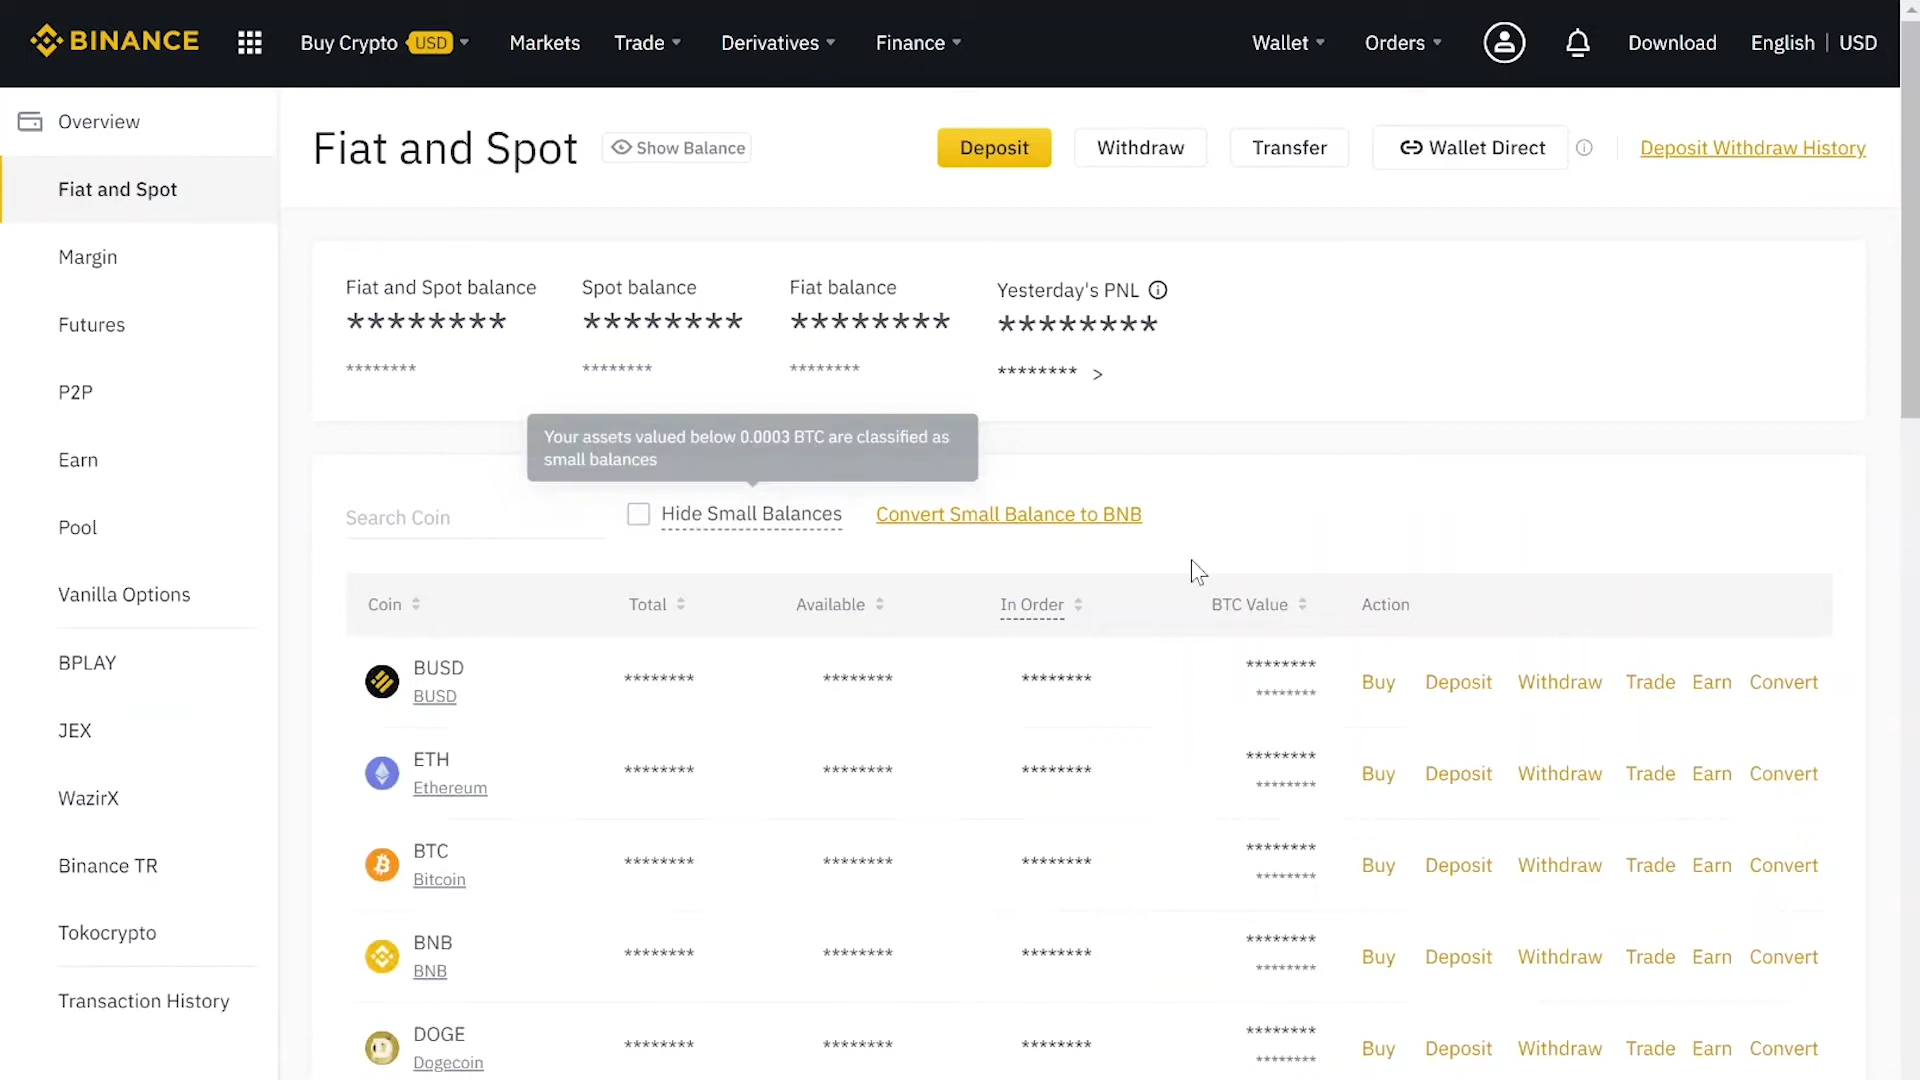 BINANCE
Buy Crypto USD
Markets
Trade
Derivatives
Finance
Wallet
Orders
Download
English | USD
Overview
Fiat and Spot
Margin
Futures
P2P
Earn
Pool
Vanilla Options
BPLAY
JEX
WazirX
Binance TR
Tokocrypto
Transaction History
Fiat and Spot
Show Balance
Deposit
Withdraw
Transfer
Wallet Direct
Deposit Withdraw History
Fiat and Spot balance
********
********
Spot balance
********
********
Fiat balance
********
********
Yesterday's PNL
********
******** >
Your assets valued below 0.0003 BTC are classified as
small balances
Search Coin
Hide Small Balances
Convert Small Balance to BNB
Coin Total Available In Order BTC Value Action
BUSD
BUSD
******** ******** ******** ********
********
Buy Deposit Withdraw Trade Earn Convert
ETH
Ethereum
******** ******** ******** ********
********
Buy Deposit Withdraw Trade Earn Convert
BTC
Bitcoin
******** ******** ******** ********
********
Buy Deposit Withdraw Trade Earn Convert
BNB
BNB
******** ******** ******** ********
********
Buy Deposit Withdraw Trade Earn Convert
DOGE
Dogecoin
******** ******** ******** ********
********
Buy Deposit Withdraw Trade Earn Convert